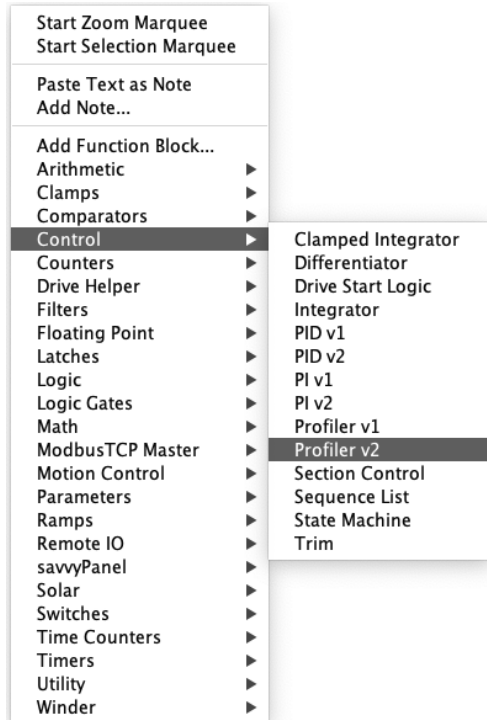 Start Zoom Marquee
Start Selection Marquee
Paste Text as Note
Add Note...
Add Function Block...
Arithmetic
Clamps
Comparators
Control
Counters
Drive Helper
Filters
Floating Point
Latches
Logic
Logic Gates
Math
ModbusTCP Master
Motion Control
Parameters
Ramps
Remote IO
savvyPanel
Solar
Switches
Time Counters
Timers
Utility
Winder
Clamped Integrator
Differentiator
Drive Start Logic
Integrator
PID v1
PID v2
PI v1
PI v2
Profiler v1
Profiler v2
Section Control
Sequence List
State Machine
Trim